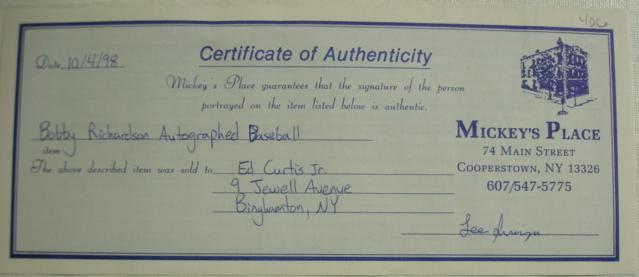 406
Date 10/4/98
Certificate of Authenticity
Mickey's Place guarantees that the signature of the person
portrayed on the item listed below is authentic.
Bobby Richardson Autographed Baseball
item
The above described item was sold to Ed Curtis Jr.
9 Jewell Avenue
Binghamton, NY
MICKEY'S PLACE
74 MAIN STREET
COOPERSTOWN, NY 13326
607/547-5775
Lee